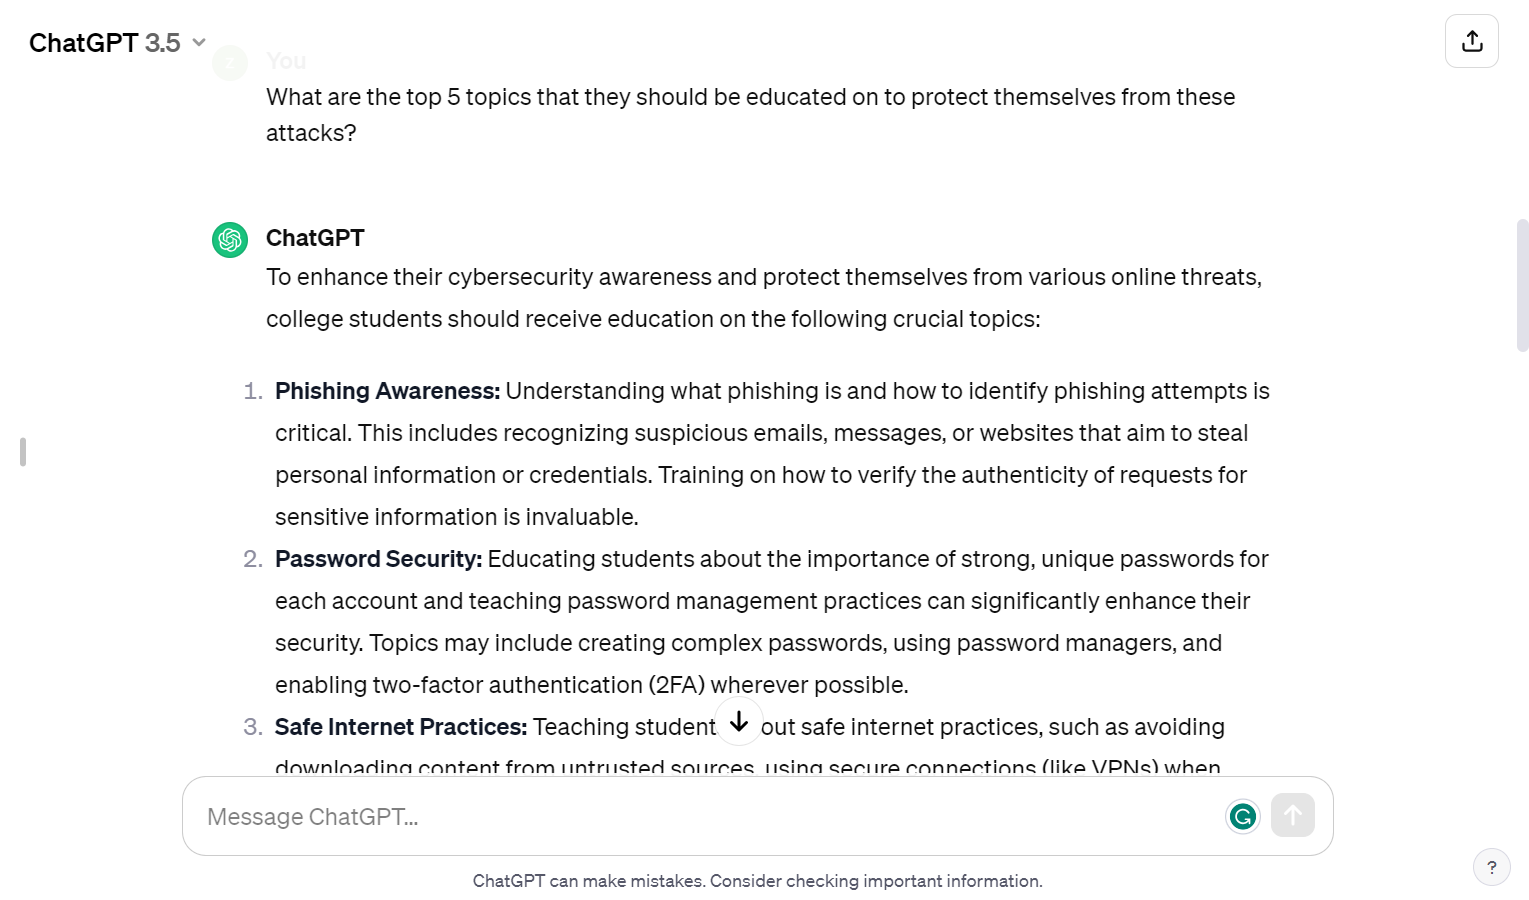 ChatGPT 3.5
You
What are the top 5 topics that they should be educated on to protect themselves from these
attacks?
ChatGPT
To enhance their cybersecurity awareness and protect themselves from various online threats,
college students should receive education on the following crucial topics:
1. Phishing Awareness: Understanding what phishing is and how to identify phishing attempts is
critical. This includes recognizing suspicious emails, messages, or websites that aim to steal
personal information or credentials. Training on how to verify the authenticity of requests for
sensitive information is invaluable.
2. Password Security: Educating students about the importance of strong, unique passwords for
each account and teaching password management practices can significantly enhance their
security. Topics may include creating complex passwords, using password managers, and
enabling two-factor authentication (2FA) wherever possible.
3. Safe Internet Practices: Teaching student out safe internet practices, such as avoiding
downloading content from untrusted sources, using secure connections (like VPNs) when
Message ChatGPT...
ChatGPT can make mistakes. Consider checking important information.
?